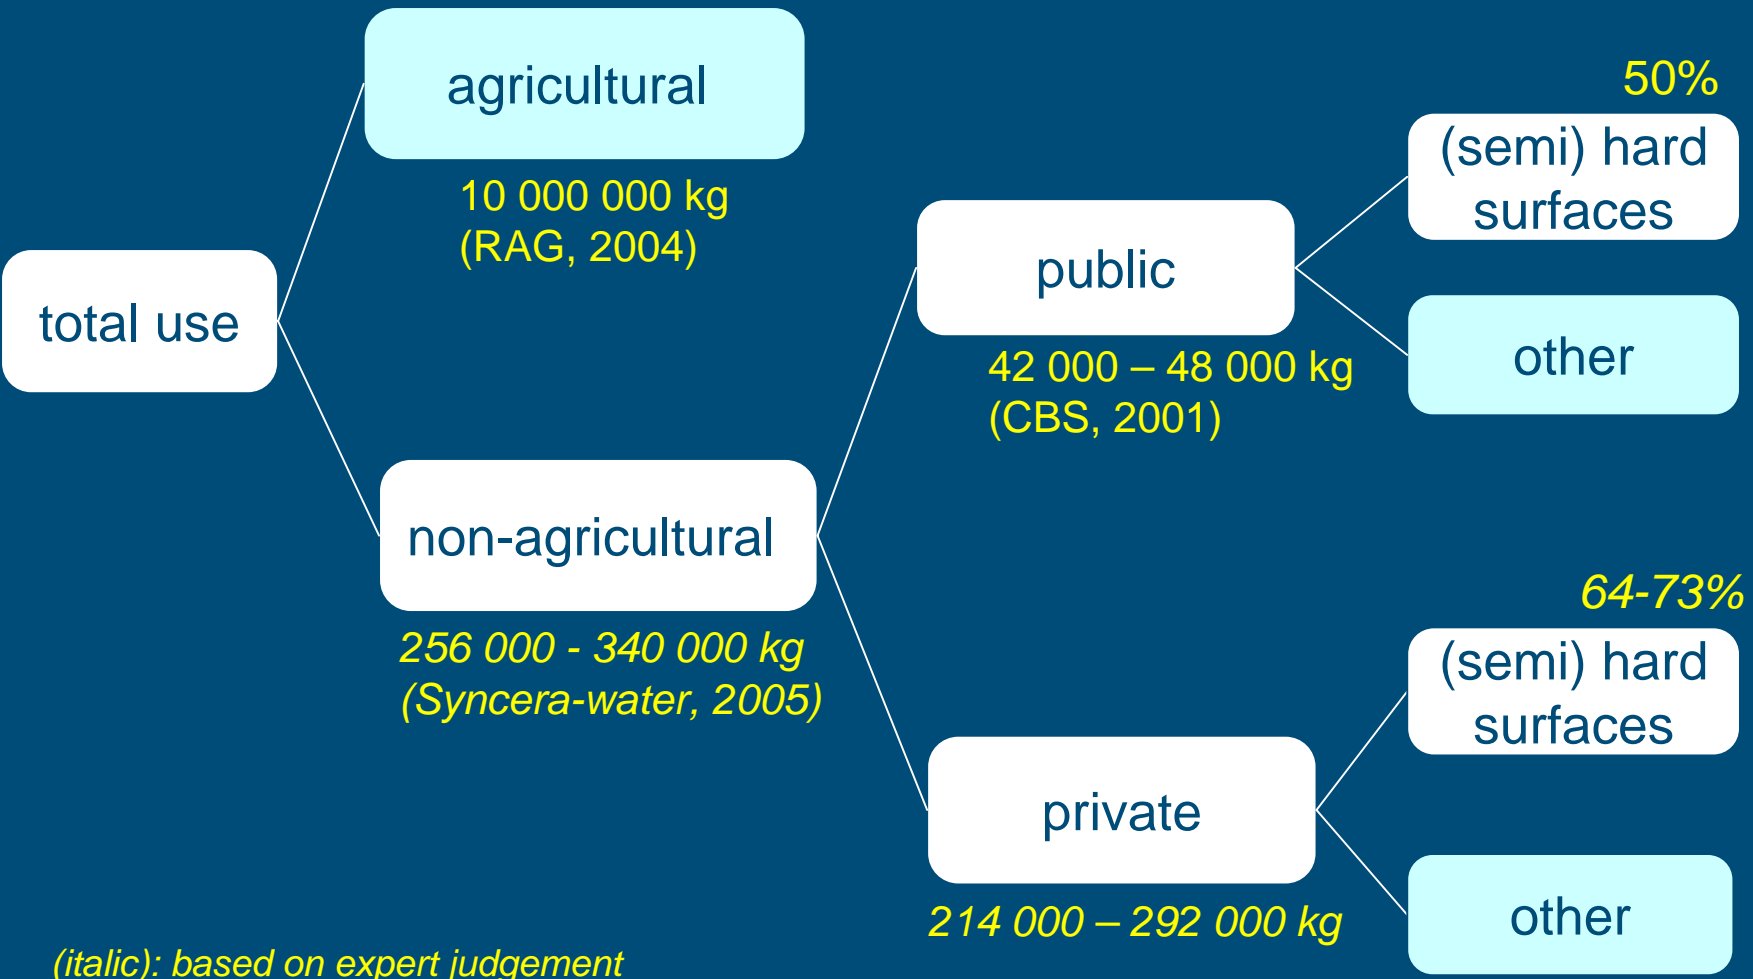 total use
agricultural
10 000 000 kg
(RAG, 2004)
non-agricultural
256 000 - 340 000 kg
(Syncera-water, 2005)
public
42 000 – 48 000 kg
(CBS, 2001)
50%
(semi) hard
surfaces
other
private
214 000 – 292 000 kg
64-73%
(semi) hard
surfaces
other
(italic): based on expert judgement